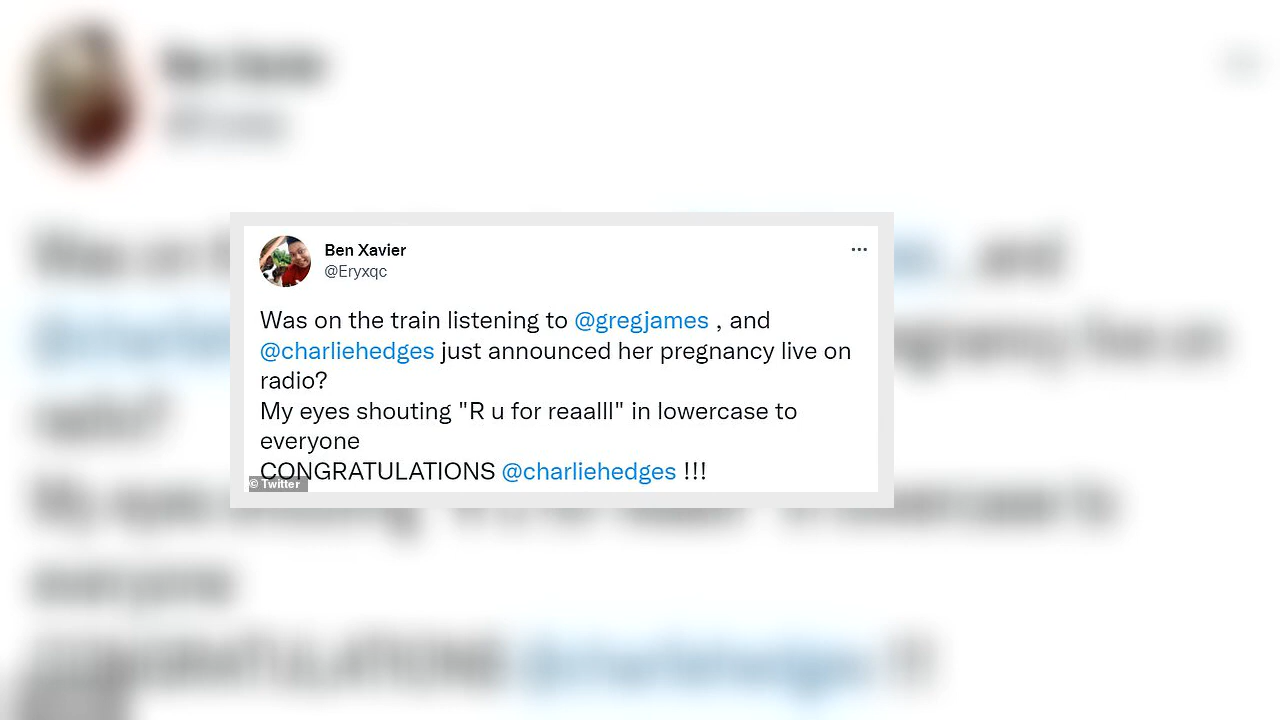 Ben Xavier
@Eryxqc
Was on the train listening to @gregjames , and
@charliehedges just announced her pregnancy live on
radio?
My eyes shouting "R u for reaalll" in lowercase to
everyone
CONGRATULATIONS @charliehedges !!!
© Twitter